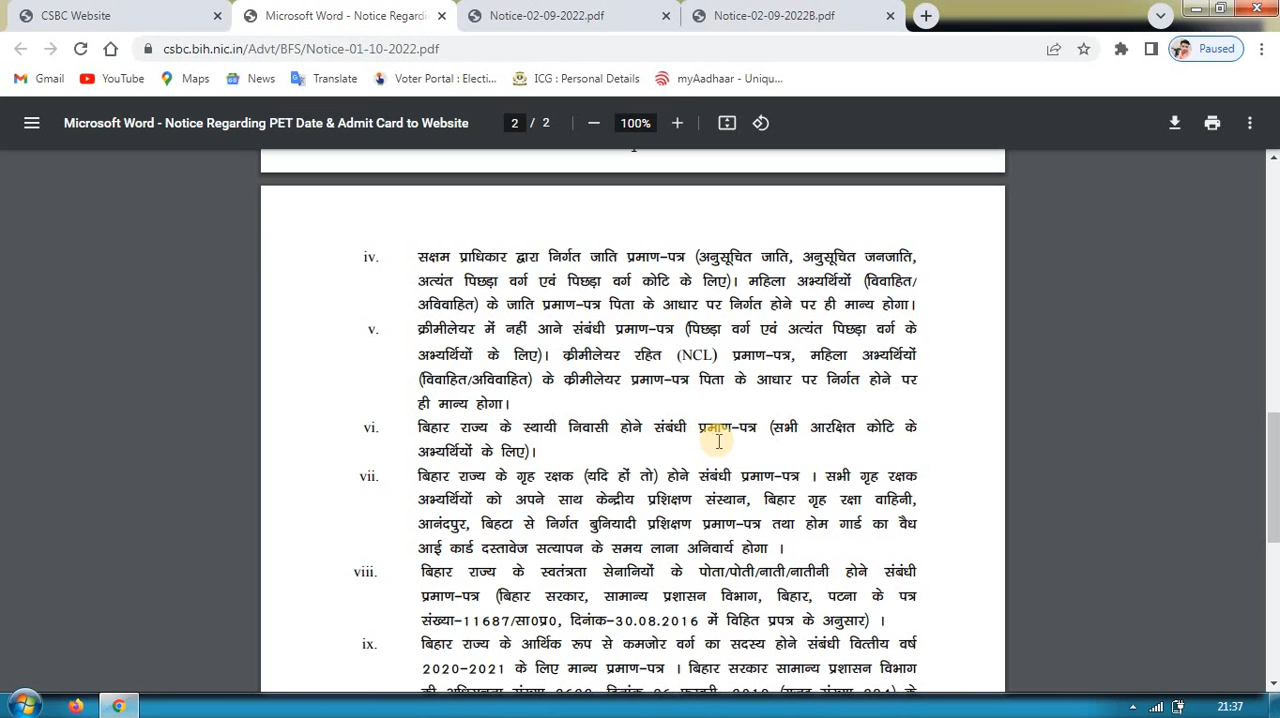 CSBC Website
Microsoft Word - Notice Regardin
Notice-02-09-2022.pdf
Notice-02-09-2022B.pdf
csbc.bih.nic.in/Advt/BFS/Notice-01-10-2022.pdf
Paused
Gmail
YouTube
Maps
News
Translate
Voter Portal : Electi...
ICG : Personal Details
myAadhaar - Uniqu...
Microsoft Word - Notice Regarding PET Date & Admit Card to Website
2 / 2
100%
iv. सक्षम प्राधिकार द्वारा निर्गत जाति प्रमाण-पत्र (अनुसूचित जाति, अनुसूचित जनजाति,
अत्यंत पिछड़ा वर्ग एवं पिछड़ा वर्ग कोटि के लिए)। महिला अभ्यर्थियों (विवाहित/
अविवाहित) के जाति प्रमाण-पत्र पिता के आधार पर निर्गत होने पर ही मान्य होगा।
v. क्रीमीलेयर में नहीं आने संबंधी प्रमाण-पत्र (पिछड़ा वर्ग एवं अत्यंत पिछड़ा वर्ग के
अभ्यर्थियों के लिए)। क्रीमीलेयर रहित (NCL) प्रमाण-पत्र, महिला अभ्यर्थियों
(विवाहित/अविवाहित) के क्रीमीलेयर प्रमाण-पत्र पिता के आधार पर निर्गत होने पर
ही मान्य होगा।
vi. बिहार राज्य के स्थायी निवासी होने संबंधी प्रमाण-पत्र (सभी आरक्षित कोटि के
अभ्यर्थियों के लिए)।
vii. बिहार राज्य के गृह रक्षक (यदि हों तो) होने संबंधी प्रमाण-पत्र । सभी गृह रक्षक
अभ्यर्थियों को अपने साथ केन्द्रीय प्रशिक्षण संस्थान, बिहार गृह रक्षा वाहिनी,
आनंदपुर, बिहटा से निर्गत बुनियादी प्रशिक्षण प्रमाण-पत्र तथा होम गार्ड का वैध
आई कार्ड दस्तावेज सत्यापन के समय लाना अनिवार्य होगा ।
viii. बिहार राज्य के स्वतंत्रता सेनानियों के पोता/पोती/नाती/नातीनी होने संबंधी
प्रमाण-पत्र (बिहार सरकार, सामान्य प्रशासन विभाग, बिहार, पटना के पत्र
संख्या-11687/सा0प्र0, दिनांक-30.08.2016 में विहित प्रपत्र के अनुसार) ।
ix. बिहार राज्य के आर्थिक रूप से कमजोर वर्ग का सदस्य होने संबंधी वित्तीय वर्ष
2020-2021 के लिए मान्य प्रमाण-पत्र । बिहार सरकार सामान्य प्रशासन विभाग
21:37